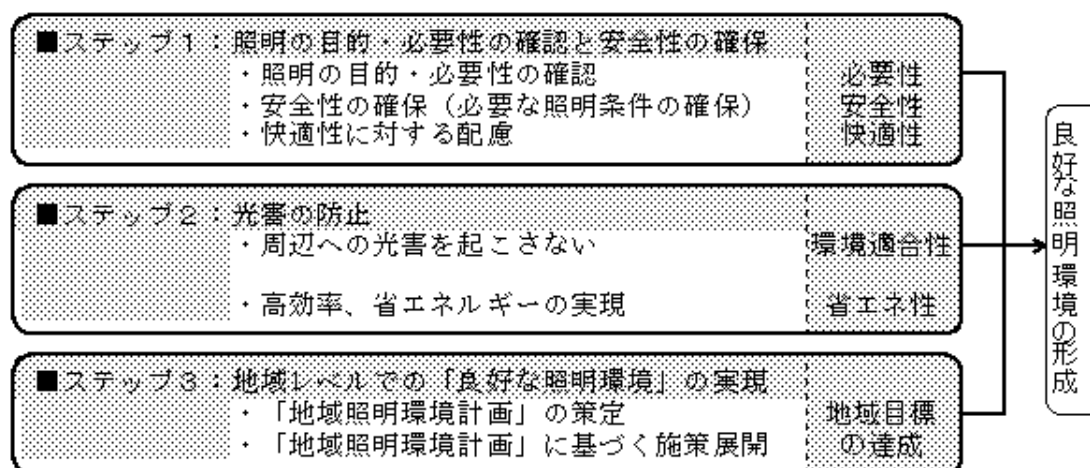 ■ステップ１：照明の目的・必要性の確認と安全性の確保
・照明の目的・必要性の確認
・安全性の確保（必要な照明条件の確保）
・快適性に対する配慮
必要性
安全性
快適性
■ステップ２：光害の防止
・周辺への光害を起こさない
環境適合性
・高効率、省エネルギーの実現
省エネ性
■ステップ３：地域レベルでの「良好な照明環境」の実現
・「地域照明環境計画」の策定
・「地域照明環境計画」に基づく施策展開
地域目標
の達成
良好な照明環境の形成